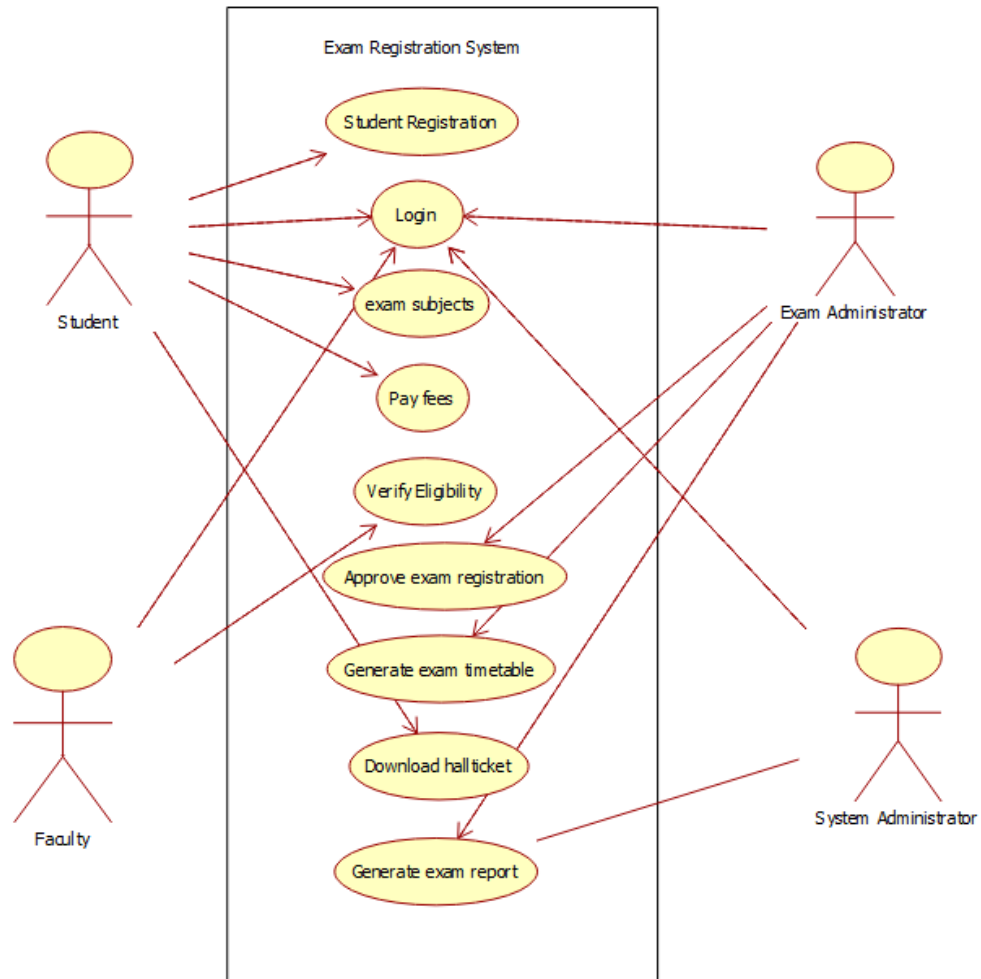 Exam Registration System
Student Registration
Login
exam subjects
Student
Exam Administrator
Pay fees
Verify Eligibility
Approve exam registration
Generate exam timetable
Download hallticket
System Administrator
Faculty
Generate exam report